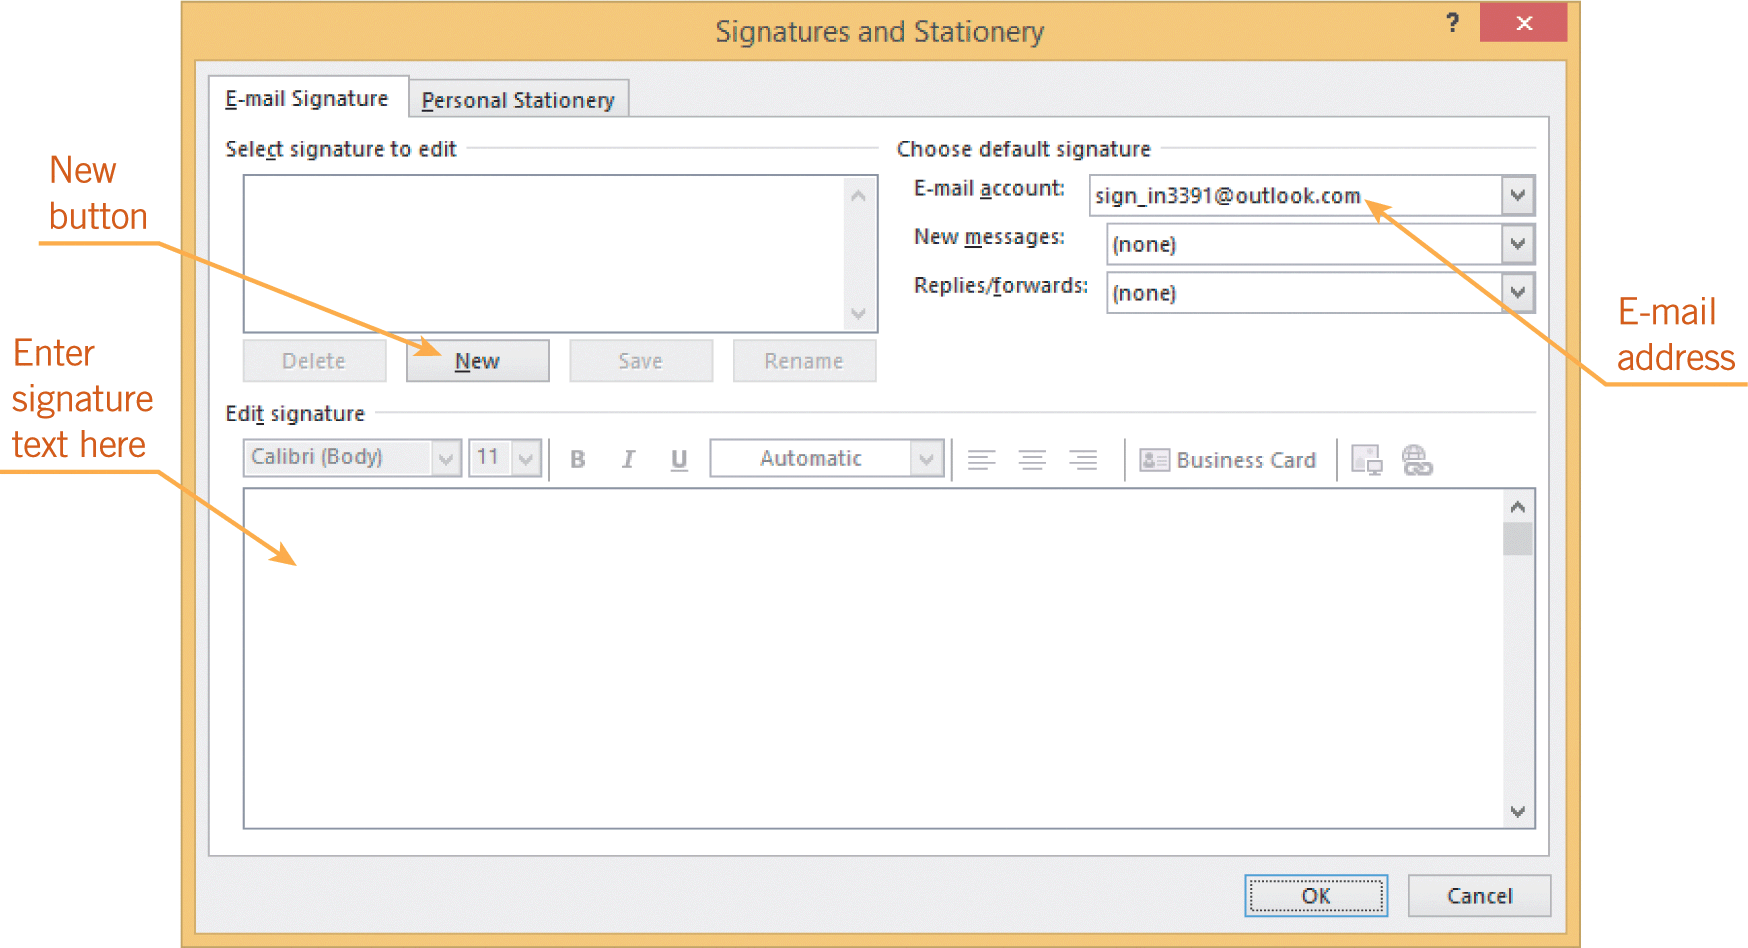 Signatures and Stationery
?
E-mail Signature
Personal Stationery
Select signature to edit
Choose default signature
New
button
E-mail account:
sign_in3391@outlook.com
New messages:
(none)
Replies/forwards:
(none)
E-mail
address
Enter
signature
text here
Delete
New
Save
Rename
Edit signature
Calibri (Body)
11
B
I
U
Automatic
Business Card
OK
Cancel